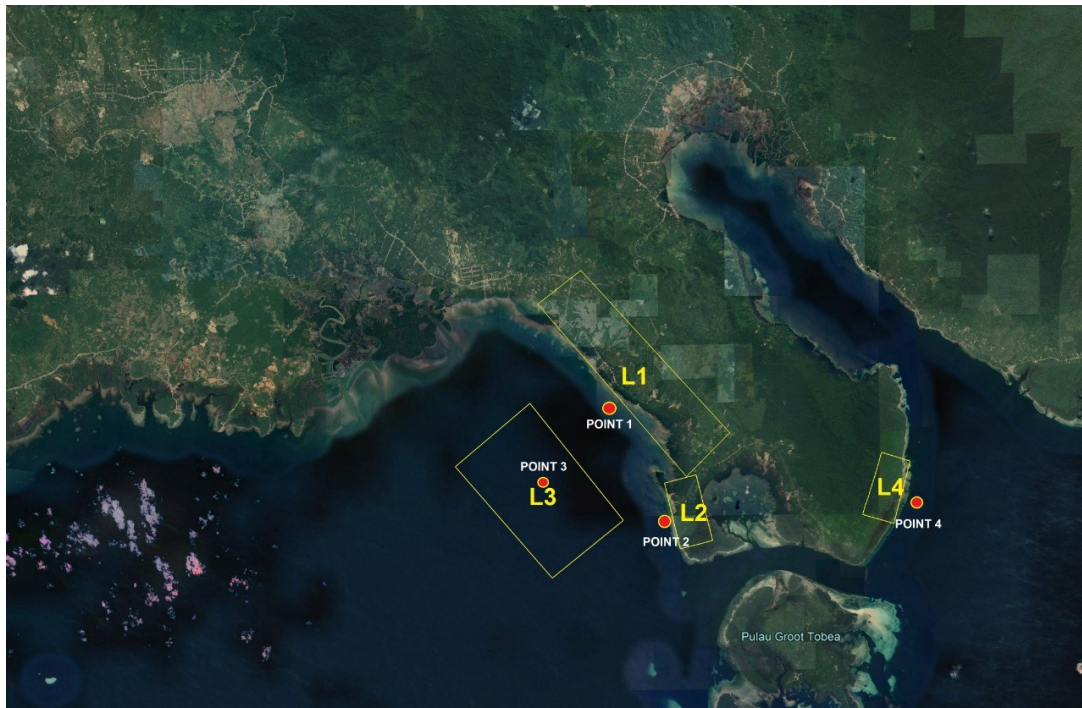 L1
POINT 1
POINT 3
L3
L2
POINT 2
L4
POINT 4
Pulau Groot Tobea